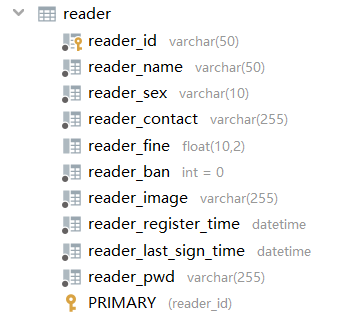 reader
reader_id varchar(50)
reader_name varchar(50)
reader_sex varchar(10)
reader_contact varchar(255)
reader_fine float(10,2)
reader_ban int = 0
reader_image varchar(255)
reader_register_time datetime
reader_last_sign_time datetime
reader_pwd varchar(255)
PRIMARY (reader_id)